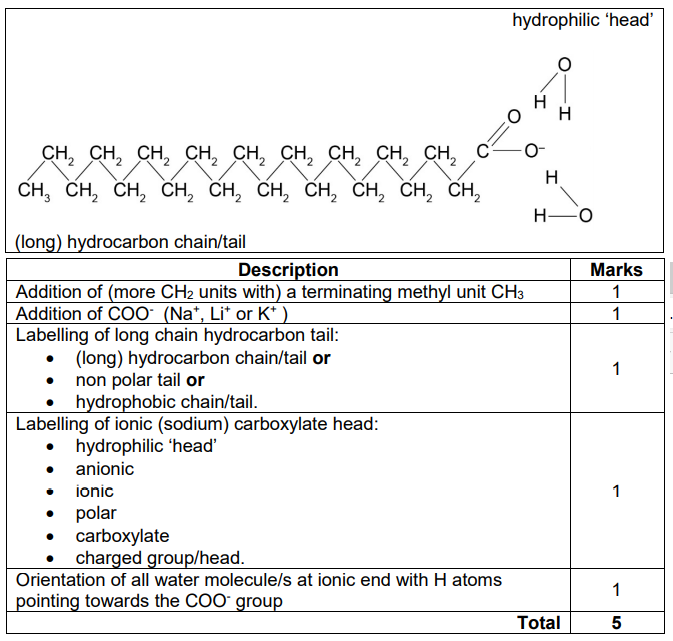 hydrophilic ‘head’
O
H
H
O
CH₂ CH₂ CH₂ CH₂ CH₂ CH₂ CH₂ CH₂ CH₂ C O⁻
H
CH₃ CH₂ CH₂ CH₂ CH₂ CH₂ CH₂ CH₂ CH₂ CH₂
H O
(long) hydrocarbon chain/tail
Description Marks
Addition of (more CH₂ units with) a terminating methyl unit CH₃ 1
Addition of COO⁻ (Na⁺, Li⁺ or K⁺ ) 1
Labelling of long chain hydrocarbon tail:
• (long) hydrocarbon chain/tail or
• non polar tail or
• hydrophobic chain/tail.
1
Labelling of ionic (sodium) carboxylate head:
• hydrophilic ‘head’
• anionic
• ionic
• polar
• carboxylate
• charged group/head.
1
Orientation of all water molecule/s at ionic end with H atoms
pointing towards the COO⁻ group
1
Total 5